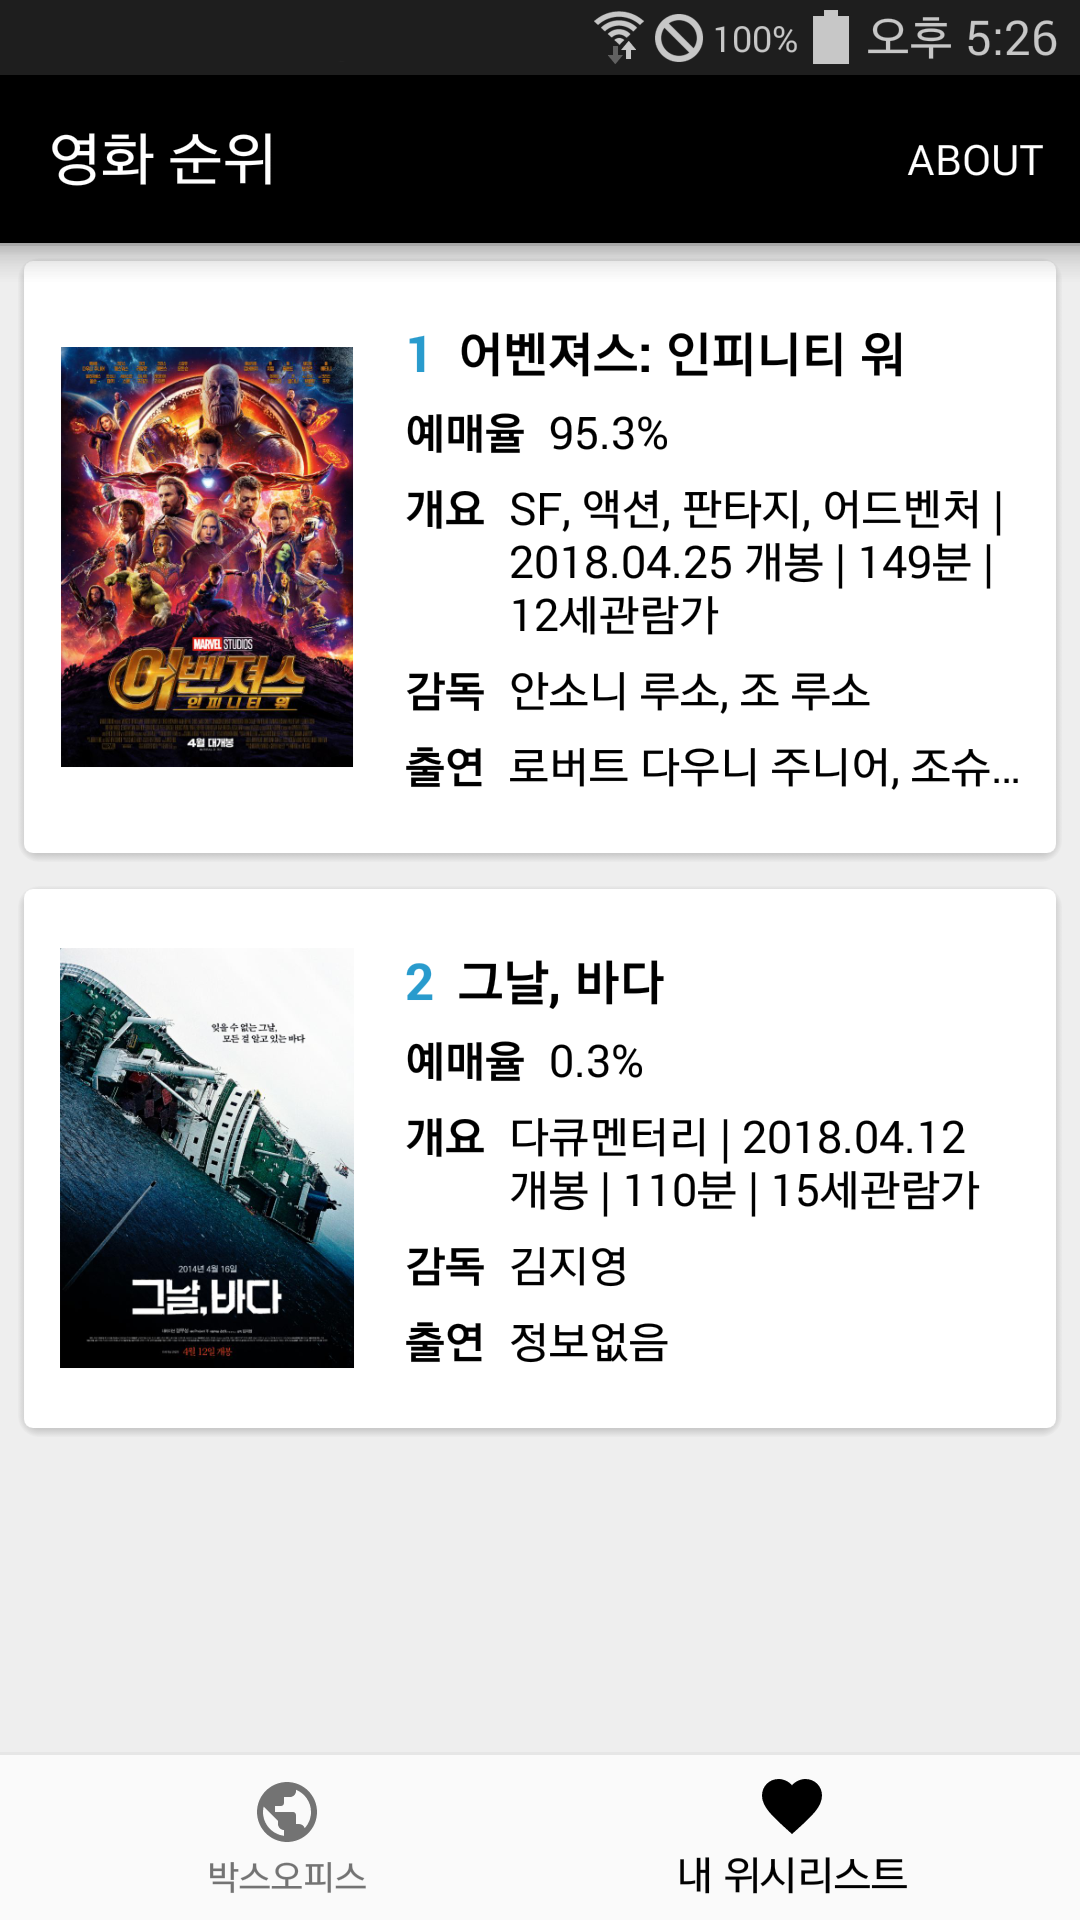 100% 오후 5:26
영화 순위 ABOUT
1 어벤져스: 인피니티 워
예매율 95.3%
개요 SF, 액션, 판타지, 어드벤처 |
2018.04.25 개봉 | 149분 |
12세관람가
감독 안소니 루소, 조 루소
출연 로버트 다우니 주니어, 조슈...
MARVEL STUDIOS
어벤져스
인피니티 워
4월 대개봉
2 그날, 바다
예매율 0.3%
개요 다큐멘터리 | 2018.04.12
개봉 | 110분 | 15세관람가
감독 김지영
출연 정보없음
잊을 수 없는 그날,
모든 걸 알고 있는 바다
2014년 4월 16일
그날, 바다
4월 12일 개봉
박스오피스
내 위시리스트